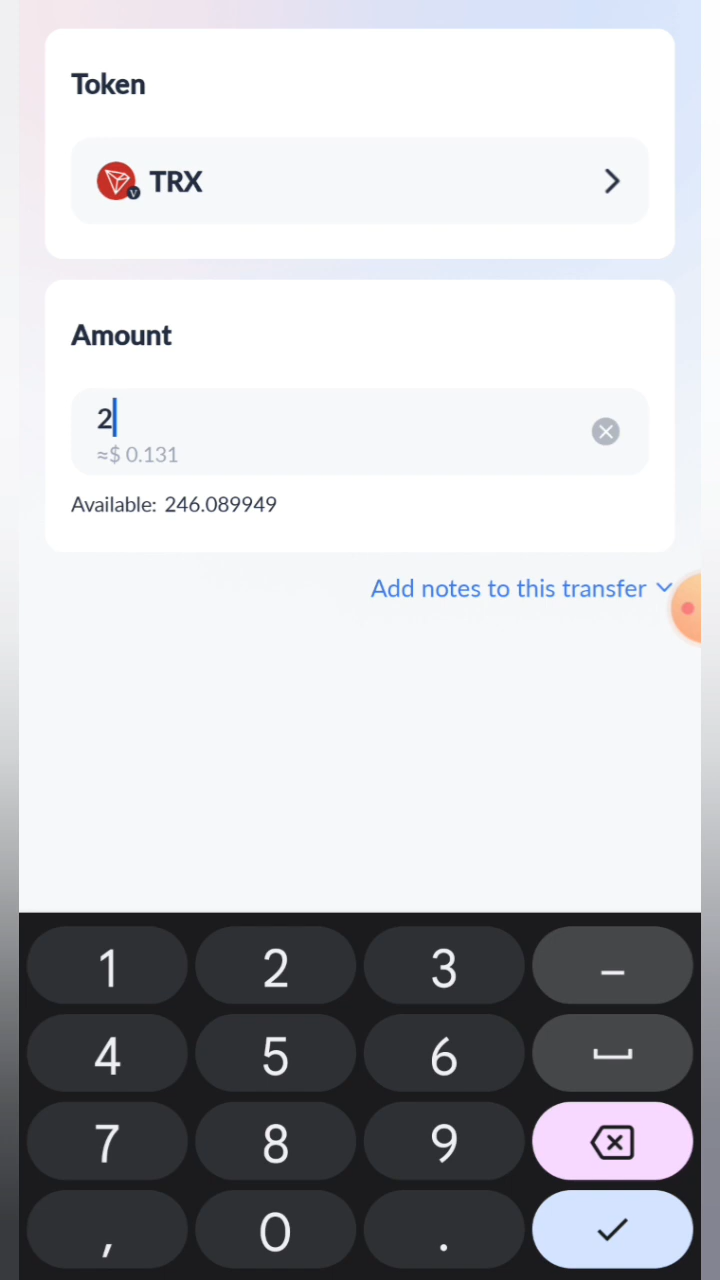 Token
TRX
Amount
2
≈$ 0.131
Available: 246.089949
Add notes to this transfer
1 2 3 –
4 5 6
7 8 9
, 0 .